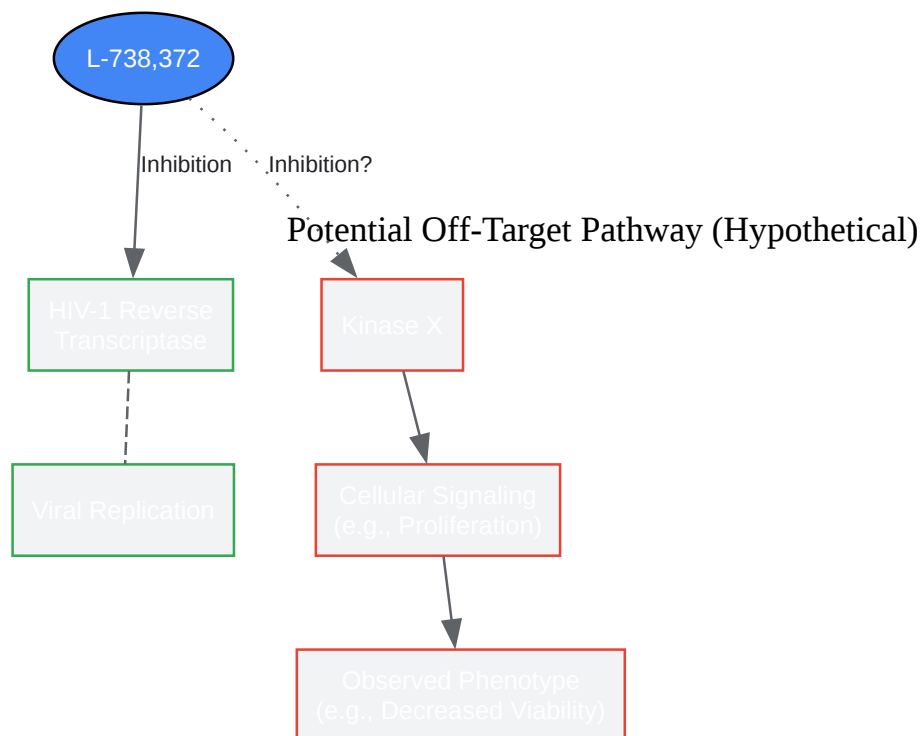 L-738,372
Inhibition
Inhibition?
Potential Off-Target Pathway (Hypothetical)
HIV-1 Reverse
Transcriptase
Kinase X
Viral Replication
Cellular Signaling
(e.g., Proliferation)
Observed Phenotype
(e.g., Decreased Viability)